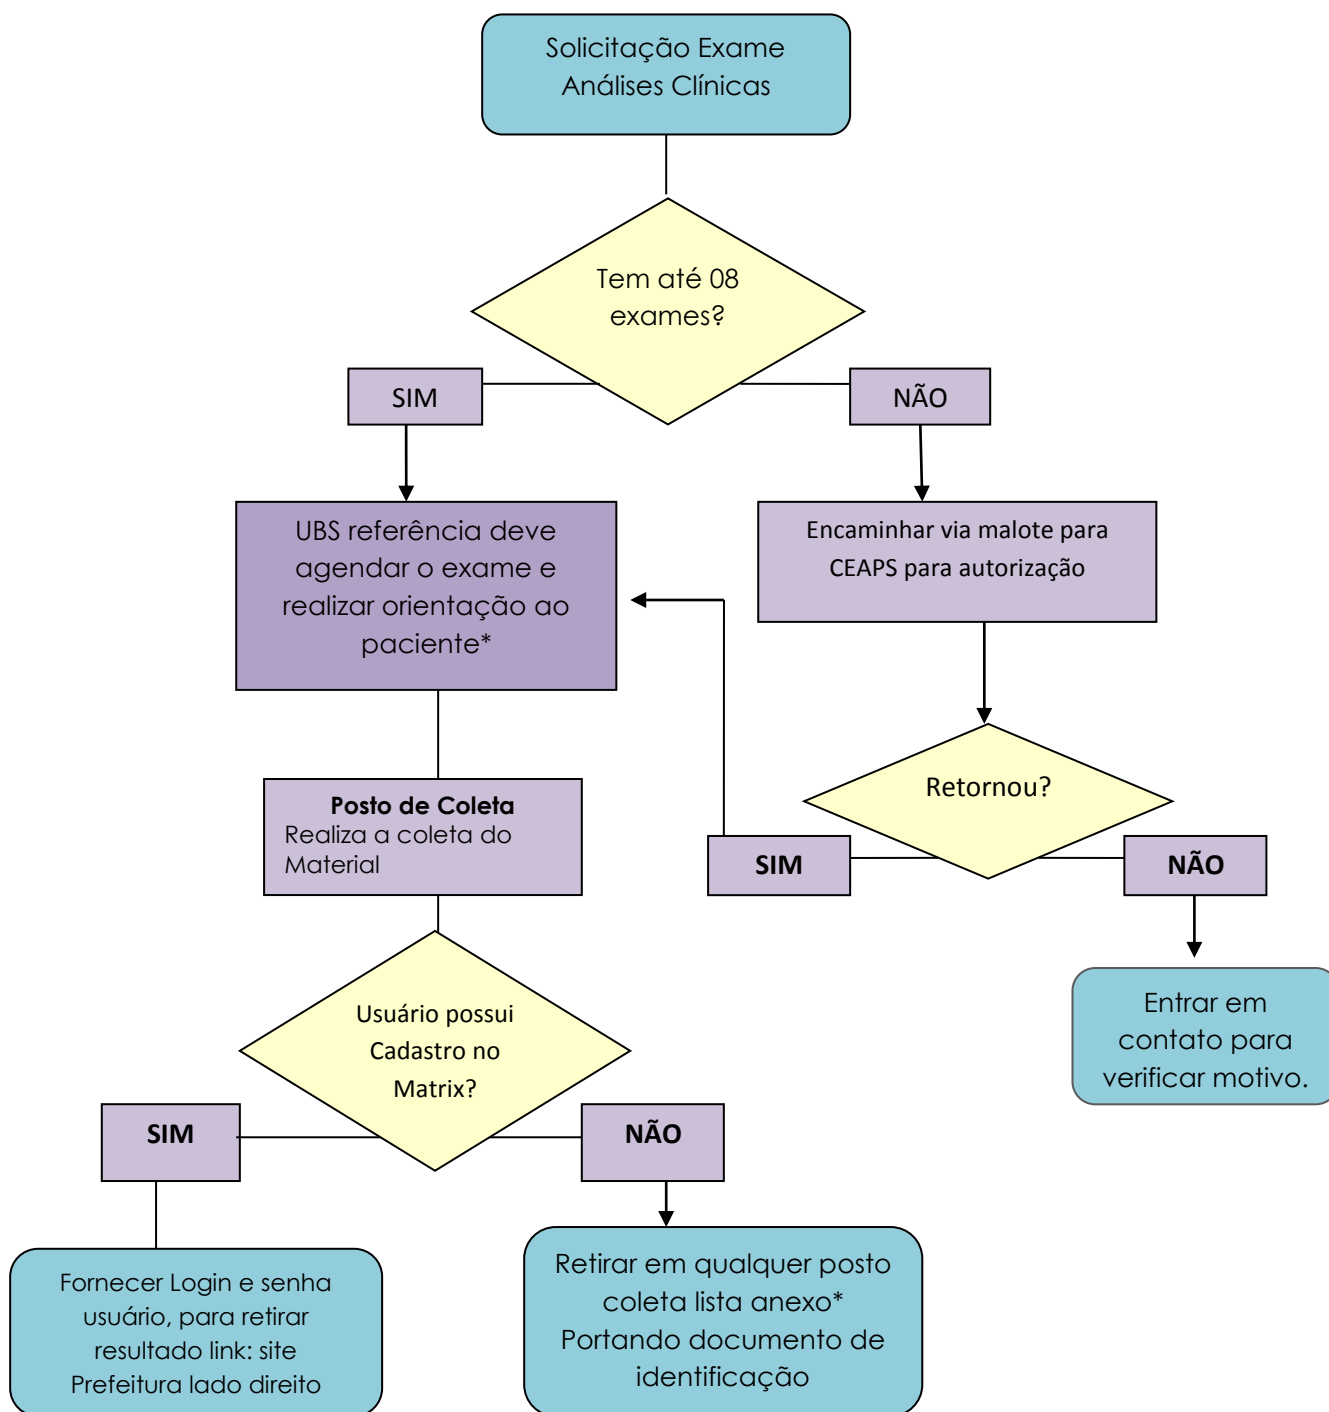 Solicitação Exame
Análises Clínicas
Tem até 08
exames?
SIM
NÃO
UBS referência deve
agendar o exame e
realizar orientação ao
paciente*
Encaminhar via malote para
CEAPS para autorização
Retornou?
Posto de Coleta
Realiza a coleta do
Material
SIM
NÃO
Usuário possui
Cadastro no
Matrix?
Entrar em
contato para
verificar motivo.
SIM
NÃO
Fornecer Login e senha
usuário, para retirar
resultado link: site
Prefeitura lado direito
Retirar em qualquer posto
coleta lista anexo*
Portando documento de
identificação